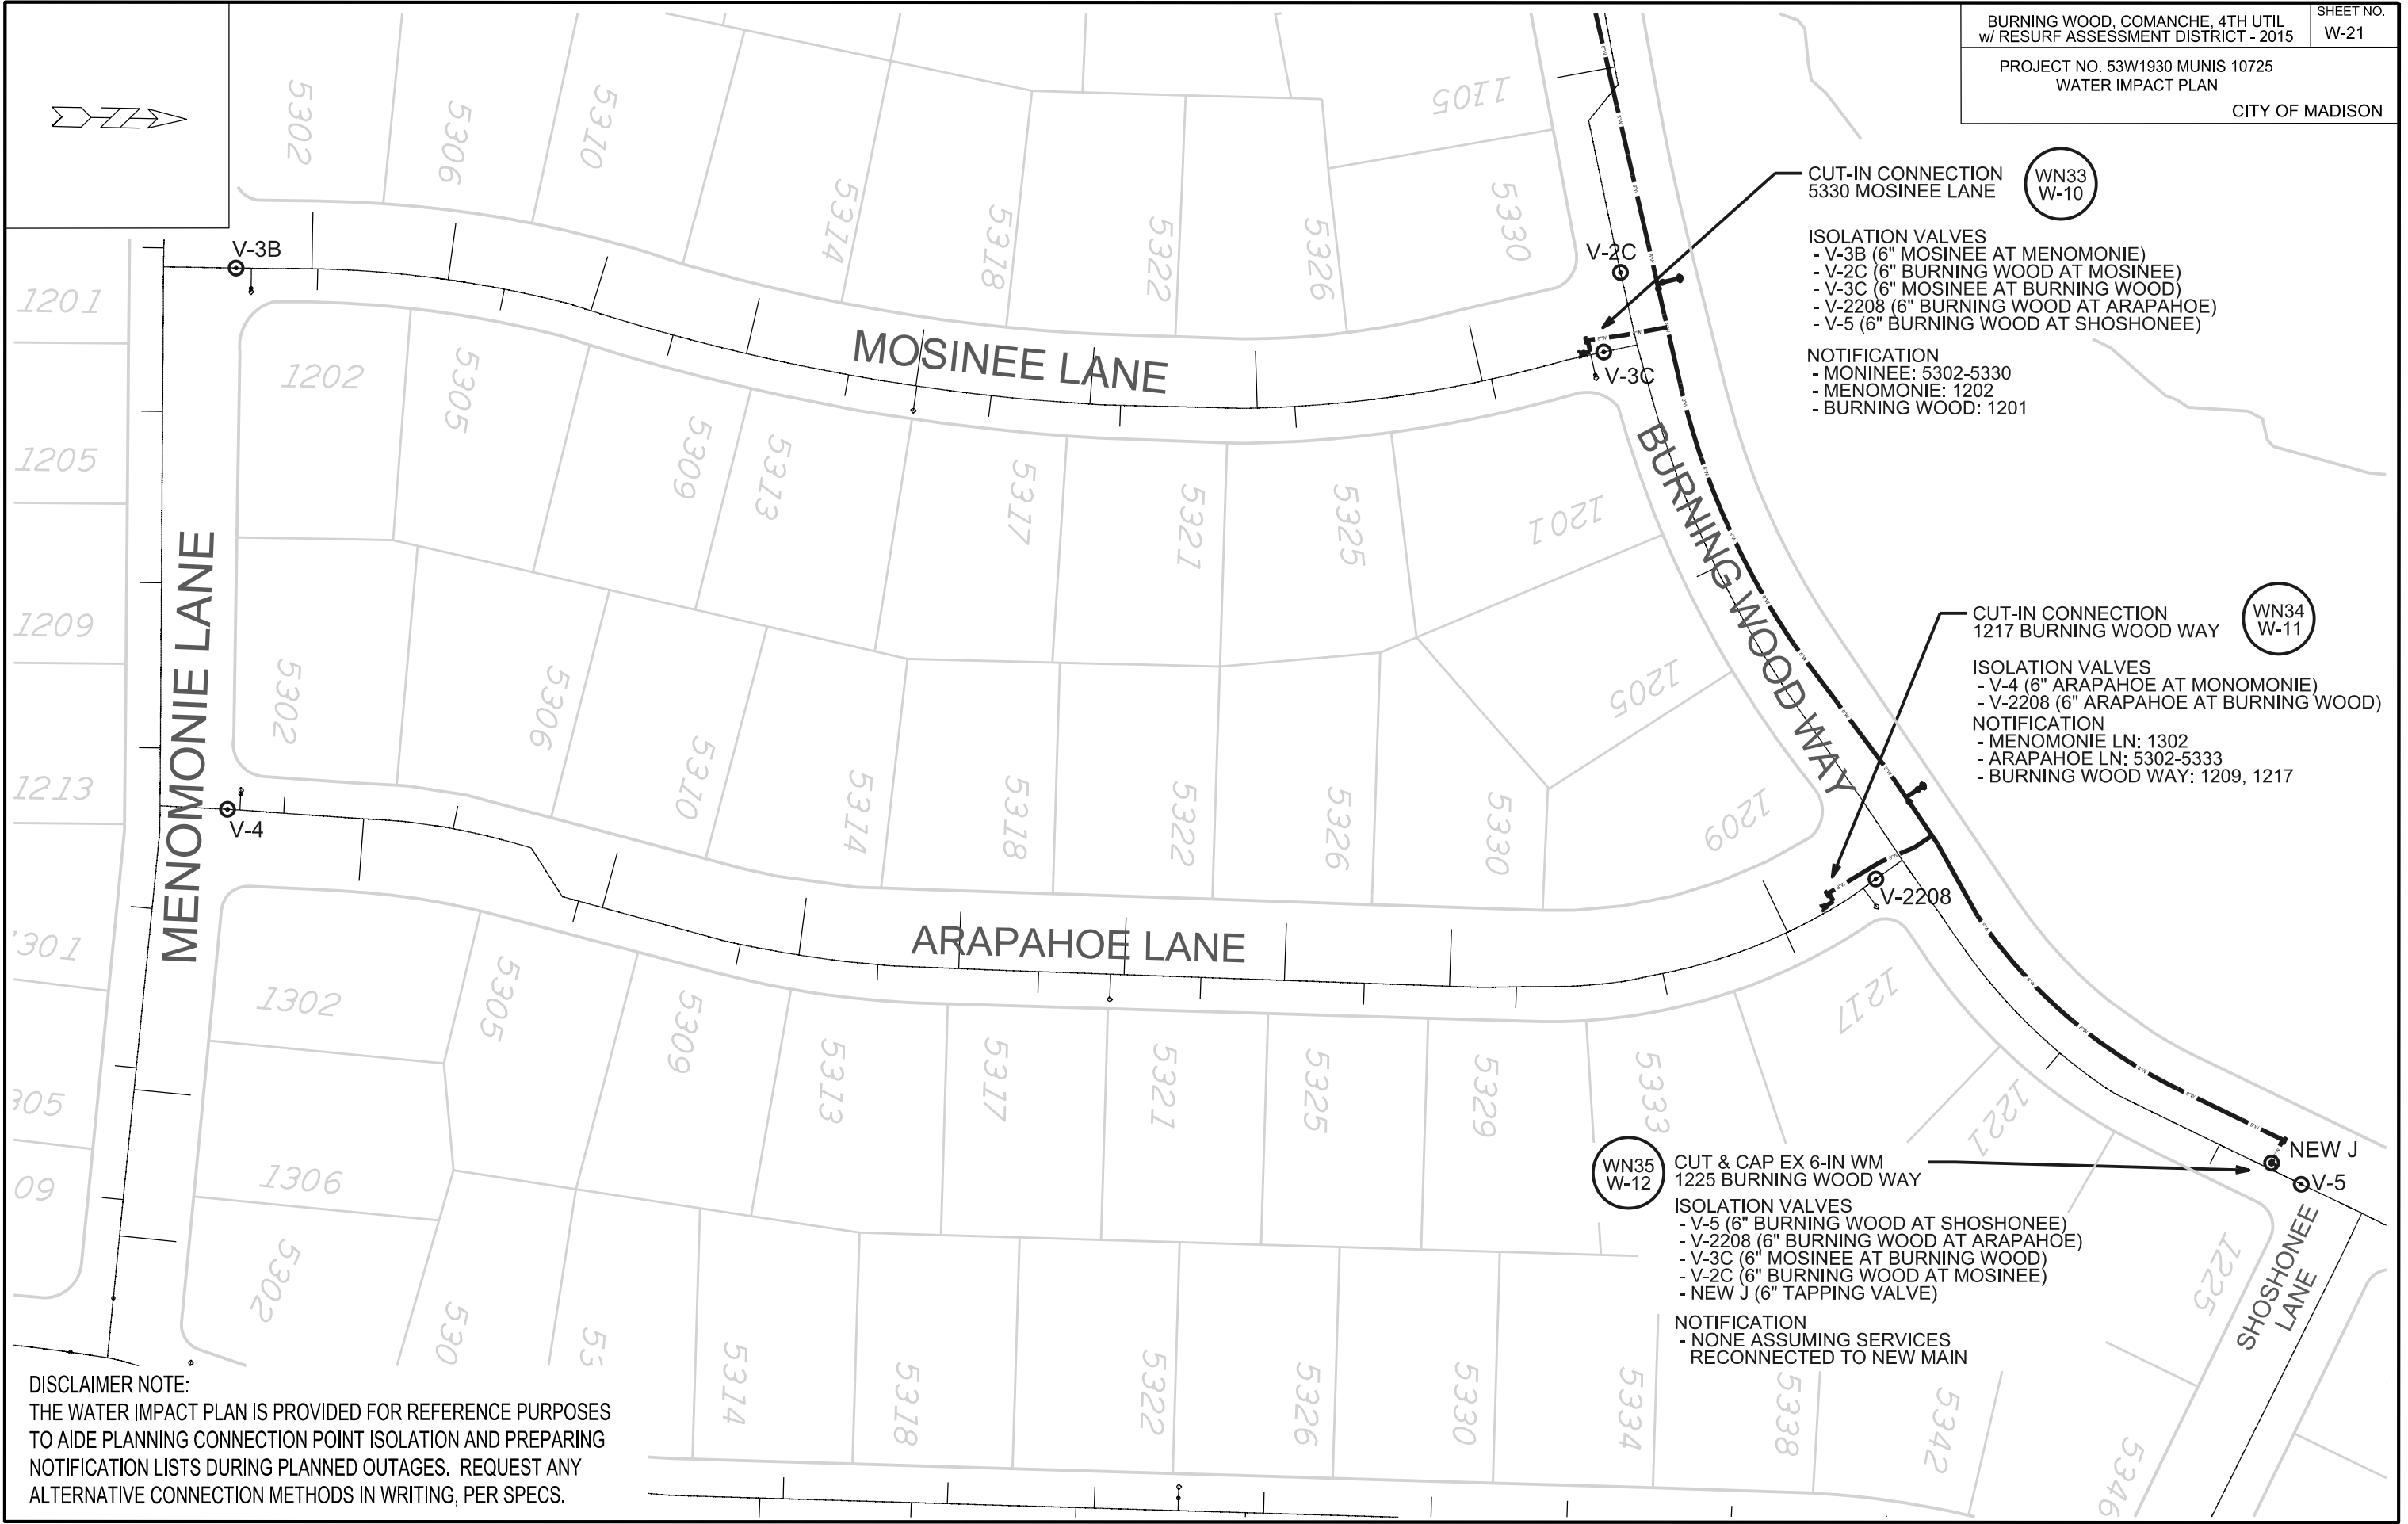 BURNING WOOD, COMANCHE, 4TH UTIL
w/ RESURF ASSESSMENT DISTRICT - 2015
SHEET NO.
W-21
PROJECT NO. 53W1930 MUNIS 10725
WATER IMPACT PLAN
CITY OF MADISON
CUT-IN CONNECTION
5330 MOSINEE LANE
WN33
W-10
ISOLATION VALVES
- V-3B (6" MOSINEE AT MENOMONIE)
- V-2C (6" BURNING WOOD AT MOSINEE)
- V-3C (6" MOSINEE AT BURNING WOOD)
- V-2208 (6" BURNING WOOD AT ARAPAHOE)
- V-5 (6" BURNING WOOD AT SHOSHONEE)
NOTIFICATION
- MONINEE: 5302-5330
- MENOMONIE: 1202
- BURNING WOOD: 1201
CUT-IN CONNECTION
1217 BURNING WOOD WAY
WN34
W-11
ISOLATION VALVES
- V-4 (6" ARAPAHOE AT MONOMONIE)
- V-2208 (6" ARAPAHOE AT BURNING WOOD)
NOTIFICATION
- MENOMONIE LN: 1302
- ARAPAHOE LN: 5302-5333
- BURNING WOOD WAY: 1209, 1217
WN35
W-12
CUT & CAP EX 6-IN WM
1225 BURNING WOOD WAY
ISOLATION VALVES
- V-5 (6" BURNING WOOD AT SHOSHONEE)
- V-2208 (6" BURNING WOOD AT ARAPAHOE)
- V-3C (6" MOSINEE AT BURNING WOOD)
- V-2C (6" BURNING WOOD AT MOSINEE)
- NEW J (6" TAPPING VALVE)
NOTIFICATION
- NONE ASSUMING SERVICES
RECONNECTED TO NEW MAIN
5302
5306
5310
5314
5318
5322
5326
5330
1105
V-3B
V-2C
V-3C
MOSINEE LANE
1201
1205
1209
1213
1301
305
09
MENOMONIE LANE
1202
5305
5309
5313
5317
5321
5325
1201
BURNING WOOD WAY
5302
5306
5310
5314
5318
5322
5326
5330
1205
1209
V-4
V-2208
ARAPAHOE LANE
1302
5305
5309
5313
5317
5321
5325
5329
5333
1217
1221
1225
NEW J
V-5
SHOSHONEE
LANE
1306
5302
530
53
5314
5318
5322
5326
5330
5334
5338
5342
5346
DISCLAIMER NOTE:
THE WATER IMPACT PLAN IS PROVIDED FOR REFERENCE PURPOSES
TO AIDE PLANNING CONNECTION POINT ISOLATION AND PREPARING
NOTIFICATION LISTS DURING PLANNED OUTAGES. REQUEST ANY
ALTERNATIVE CONNECTION METHODS IN WRITING, PER SPECS.